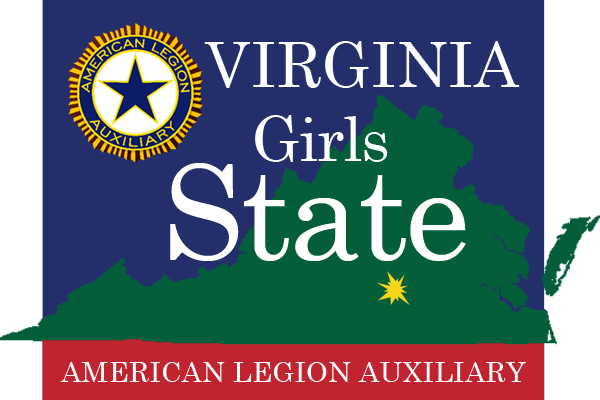 AMERICAN LEGION
AUXILIARY
VIRGINIA
Girls
State
AMERICAN LEGION AUXILIARY